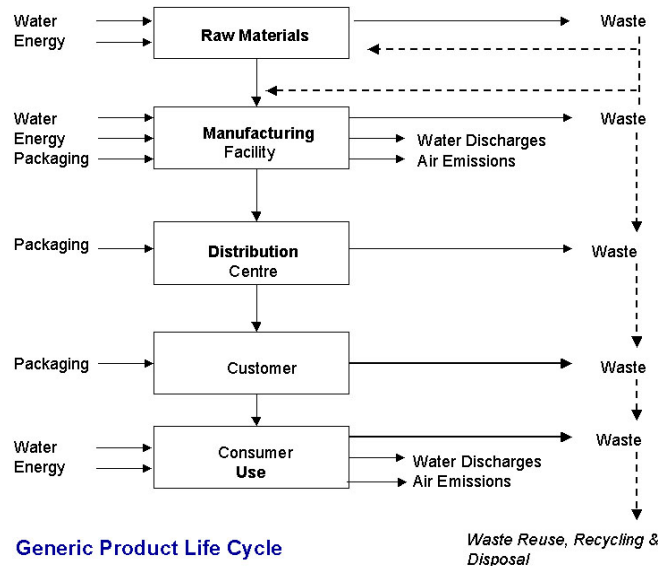 Water
Energy
Raw Materials
Waste
Water
Energy
Packaging
Manufacturing
Facility
Waste
Water Discharges
Air Emissions
Packaging
Distribution
Centre
Waste
Packaging
Customer
Waste
Water
Energy
Consumer
Use
Waste
Water Discharges
Air Emissions
Generic Product Life Cycle
Waste Reuse, Recycling &
Disposal